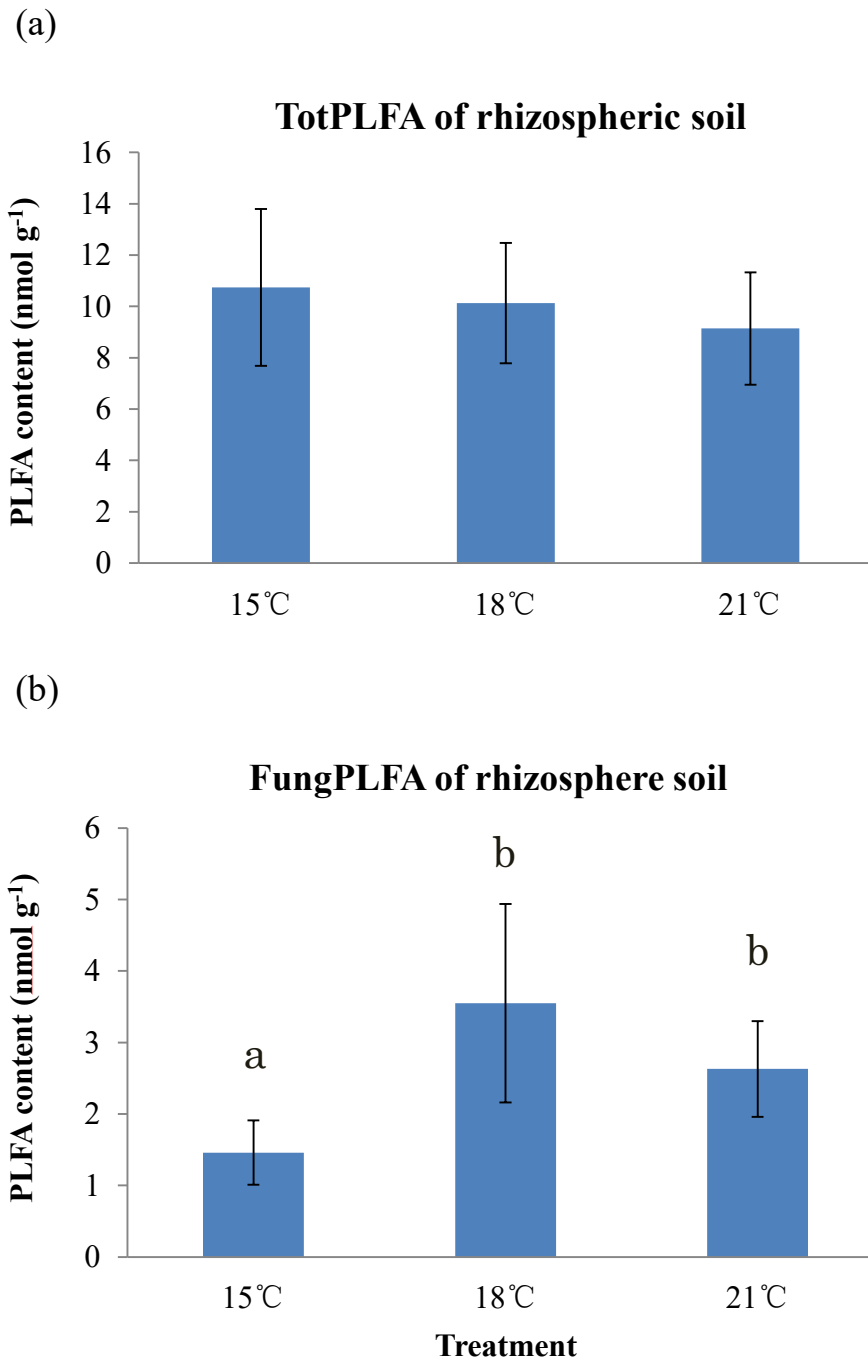 (a)
TotPLFA of rhizospheric soil
PLFA content (nmol g⁻¹)
16
14
12
10
8
6
4
2
0
15℃ 18℃ 21℃
(b)
FungPLFA of rhizosphere soil
PLFA content (nmol g⁻¹)
6
5
4
3
2
1
0
a
b
b
15℃ 18℃ 21℃
Treatment